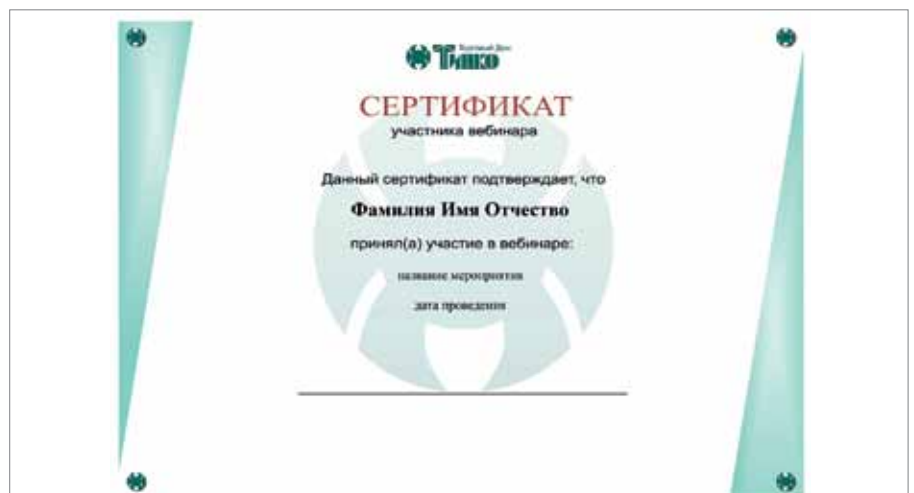 Торговый Дом
Тинко
СЕРТИФИКАТ
участника вебинара
Данный сертификат подтверждает, что
Фамилия Имя Отчество
принял(а) участие в вебинаре:
название мероприятия
дата проведения